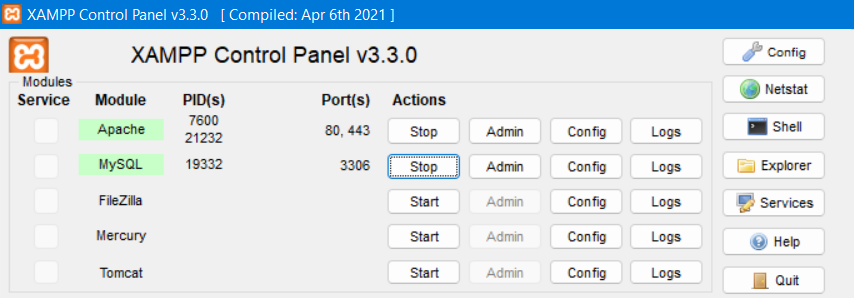 XAMPP Control Panel v3.3.0 [ Compiled: Apr 6th 2021 ]
XAMPP Control Panel v3.3.0
Config
Modules
Service Module PID(s) Port(s) Actions
Netstat
Apache 7600 21232 80, 443 Stop Admin Config Logs
Shell
MySQL 19332 3306 Stop Admin Config Logs
Explorer
FileZilla Start Admin Config Logs
Services
Mercury Start Admin Config Logs
Help
Tomcat Start Admin Config Logs
Quit